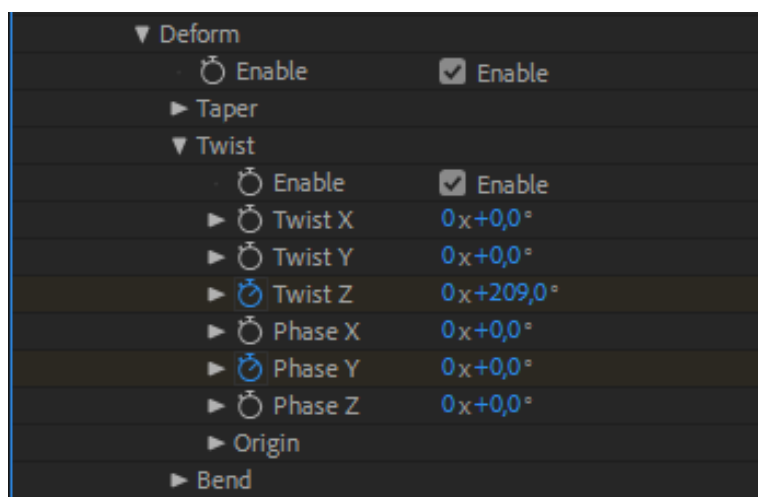 Deform
Enable Enable
Taper
Twist
Enable Enable
Twist X 0x+0,0°
Twist Y 0x+0,0°
Twist Z 0x+209,0°
Phase X 0x+0,0°
Phase Y 0x+0,0°
Phase Z 0x+0,0°
Origin
Bend